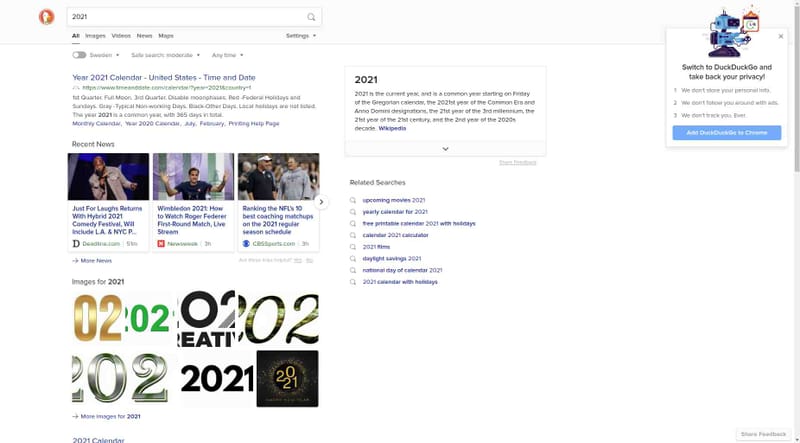 2021
All Images Videos News Maps Settings
Sweden Safe search: moderate Any time
Year 2021 Calendar - United States - Time and Date
https://www.timeanddate.com/calendar/?year=2021&country=1
1st Quarter. Full Moon. 3rd Quarter. Disable moonphases. Red -Federal Holidays and
Sundays. Gray -Typical Non-working Days. Black-Other Days. Local holidays are not listed.
The year 2021 is a common year, with 365 days in total.
Monthly Calendar, Year 2020 Calendar, July, February, Printing Help Page
Recent News
Just For Laughs Returns
With Hybrid 2021
Comedy Festival, Will
Include L.A. & NYC P...
Deadline.com 51m
Wimbledon 2021: How
to Watch Roger Federer
First-Round Match, Live
Stream
Newsweek 3h
Ranking the NFL's 10
best coaching matchups
on the 2021 regular
season schedule
CBSSports.com 3h
More News
Are these links helpful? Yes No
Images for 2021
02
202
202
CREATIV
202
202
2021
2021
HAPPY NEW YEAR
More Images for 2021
2021 Calendar
2021
2021 is the current year, and is a common year starting on Friday
of the Gregorian calendar, the 2021st year of the Common Era and
Anno Domini designations, the 21st year of the 3rd millennium, the
21st year of the 21st century, and the 2nd year of the 2020s
decade. Wikipedia
Share Feedback
Related Searches
upcoming movies 2021
yearly calendar for 2021
free printable calendar 2021 with holidays
calendar 2021 calculator
2021 films
daylight savings 2021
national day of calendar 2021
2021 calendar with holidays
Switch to DuckDuckGo and
take back your privacy!
1 We don't store your personal info.
2 We don't follow you around with ads.
3 We don't track you. Ever.
Add DuckDuckGo to Chrome
Share Feedback